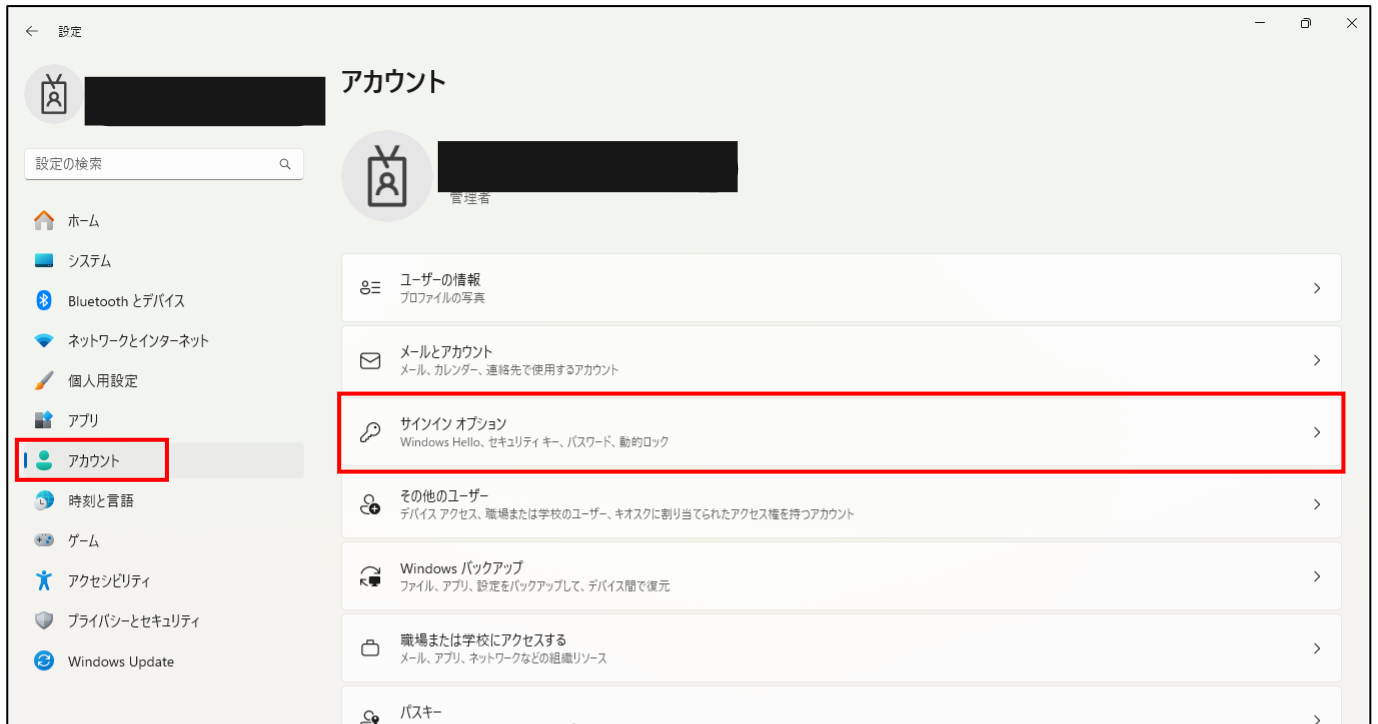 設定
設定の検索
ホーム
システム
Bluetooth とデバイス
ネットワークとインターネット
個人用設定
アプリ
アカウント
時刻と言語
ゲーム
アクセシビリティ
プライバシーとセキュリティ
Windows Update
アカウント
管理者
ユーザーの情報
プロファイルの写真
メールとアカウント
メール、カレンダー、連絡先で使用するアカウント
サインイン オプション
Windows Hello、セキュリティ キー、パスワード、動的ロック
その他のユーザー
デバイス アクセス、職場または学校のユーザー、キオスクに割り当てられたアクセス権を持つアカウント
Windows バックアップ
ファイル、アプリ、設定をバックアップして、デバイス間で復元
職場または学校にアクセスする
メール、アプリ、ネットワークなどの組織リソース
パスキー